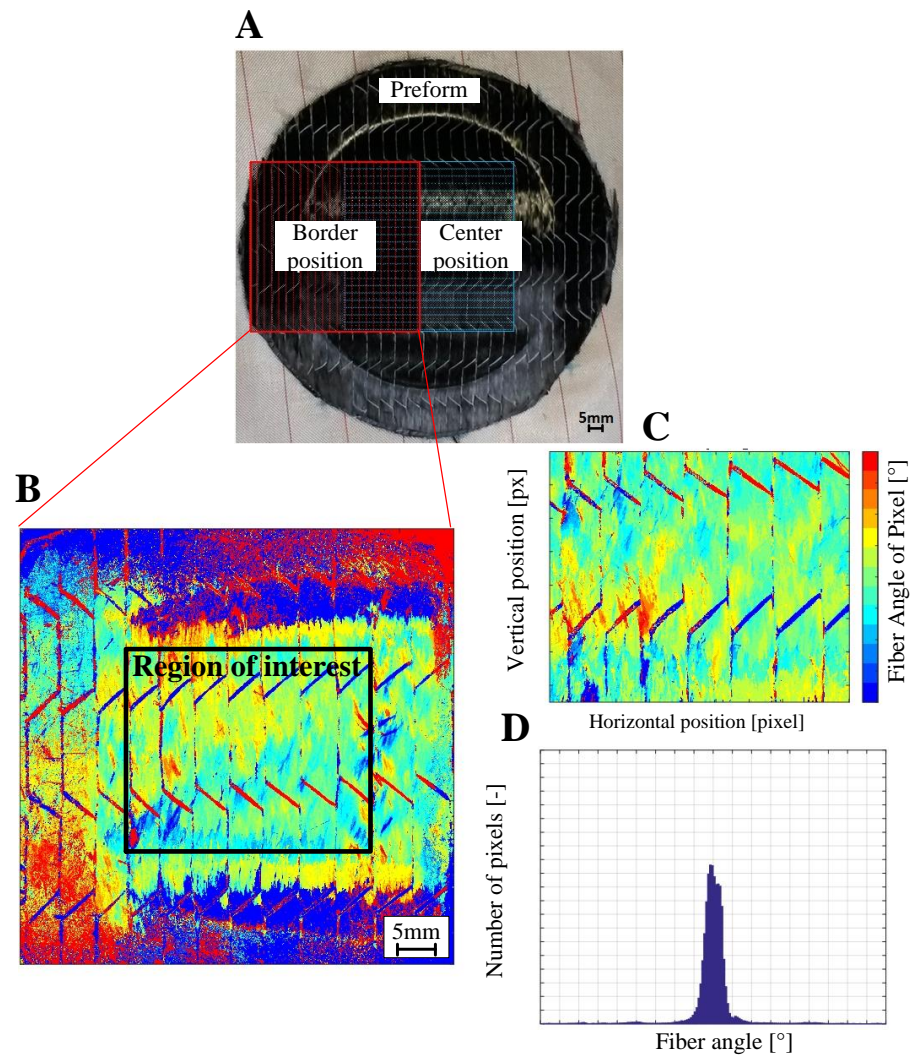 A
Preform
Border
position
Center
position
5mm
B
Region of interest
5mm
C
Vertical position [px]
Horizontal position [pixel]
Fiber Angle of Pixel [°]
D
Number of pixels [-]
Fiber angle [°]